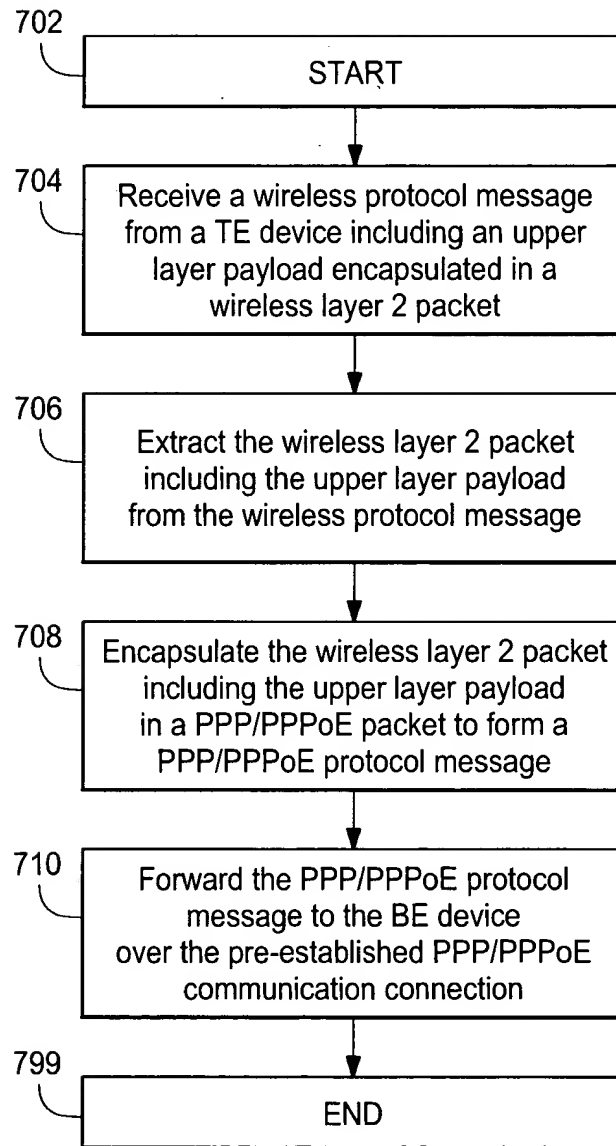 702
START
704
Receive a wireless protocol message
from a TE device including an upper
layer payload encapsulated in a
wireless layer 2 packet
706
Extract the wireless layer 2 packet
including the upper layer payload
from the wireless protocol message
708
Encapsulate the wireless layer 2 packet
including the upper layer payload
in a PPP/PPPoE packet to form a
PPP/PPPoE protocol message
710
Forward the PPP/PPPoE protocol
message to the BE device
over the pre-established PPP/PPPoE
communication connection
799
END